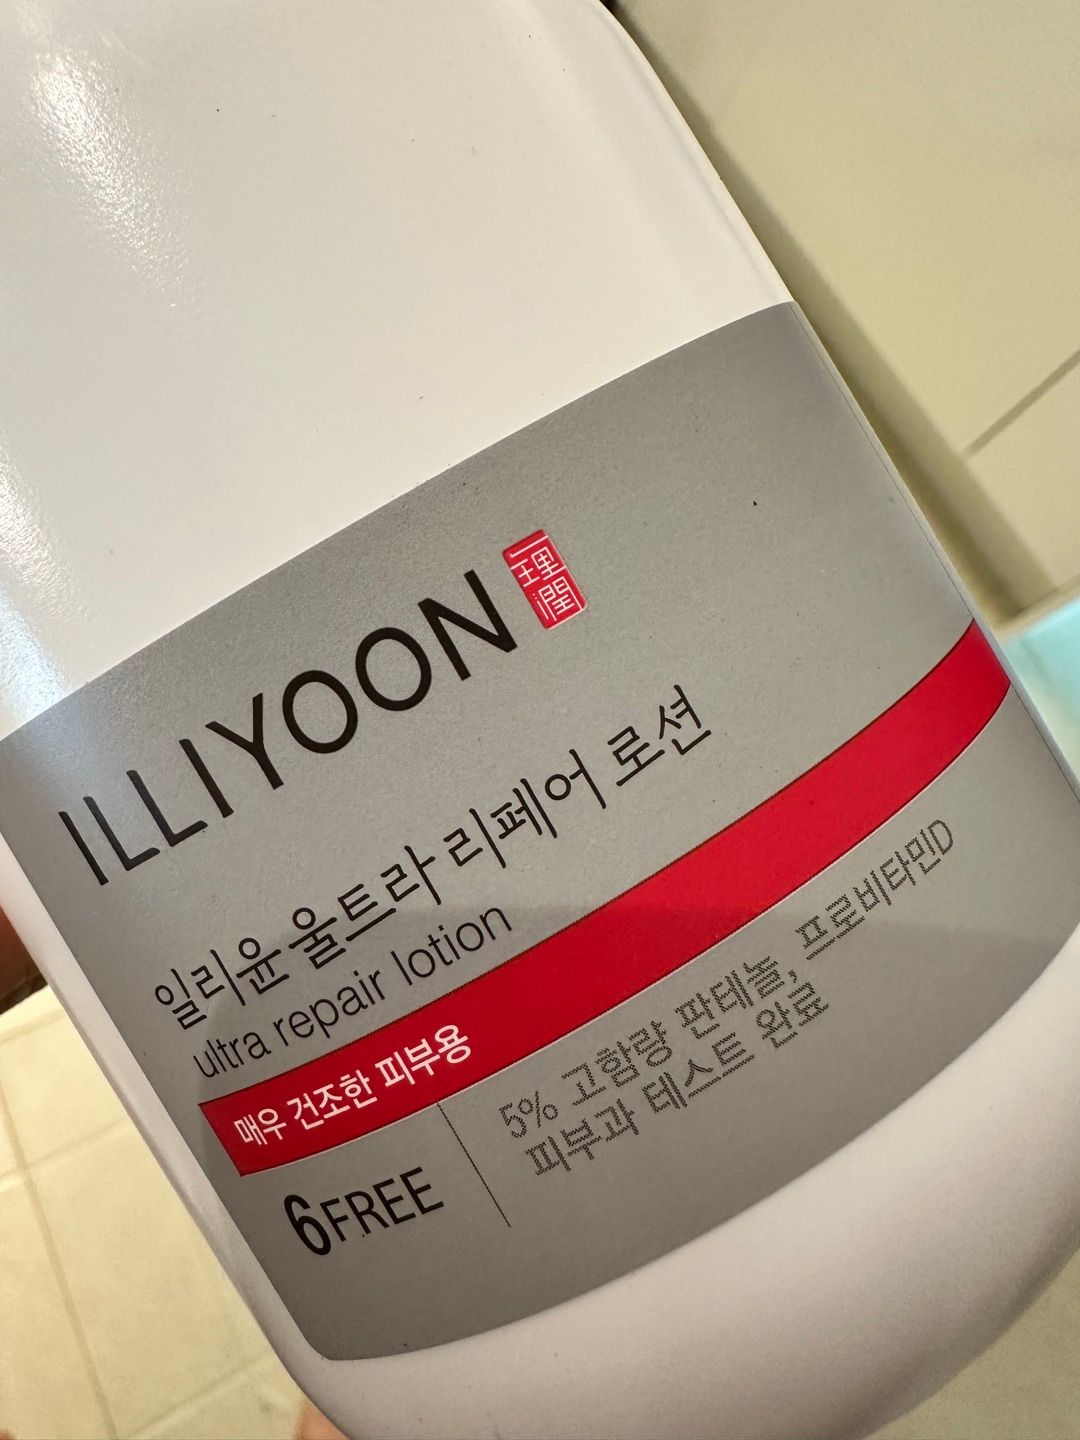 ILLIYOON 理潤
일리윤 울트라 리페어 로션
ultra repair lotion
매우 건조한 피부용
6FREE
5% 고함량 판테놀, 프로비타민D
피부과 테스트 완료